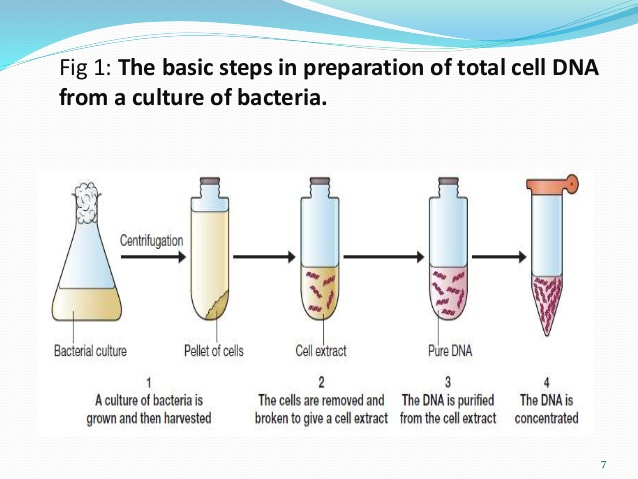 Fig 1: The basic steps in preparation of total cell DNA
from a culture of bacteria.
Centrifugation
Bacterial culture
Pellet of cells
Cell extract
Pure DNA
1
A culture of bacteria is
grown and then harvested
2
The cells are removed and
broken to give a cell extract
3
The DNA is purified
from the cell extract
4
The DNA is
concentrated
7